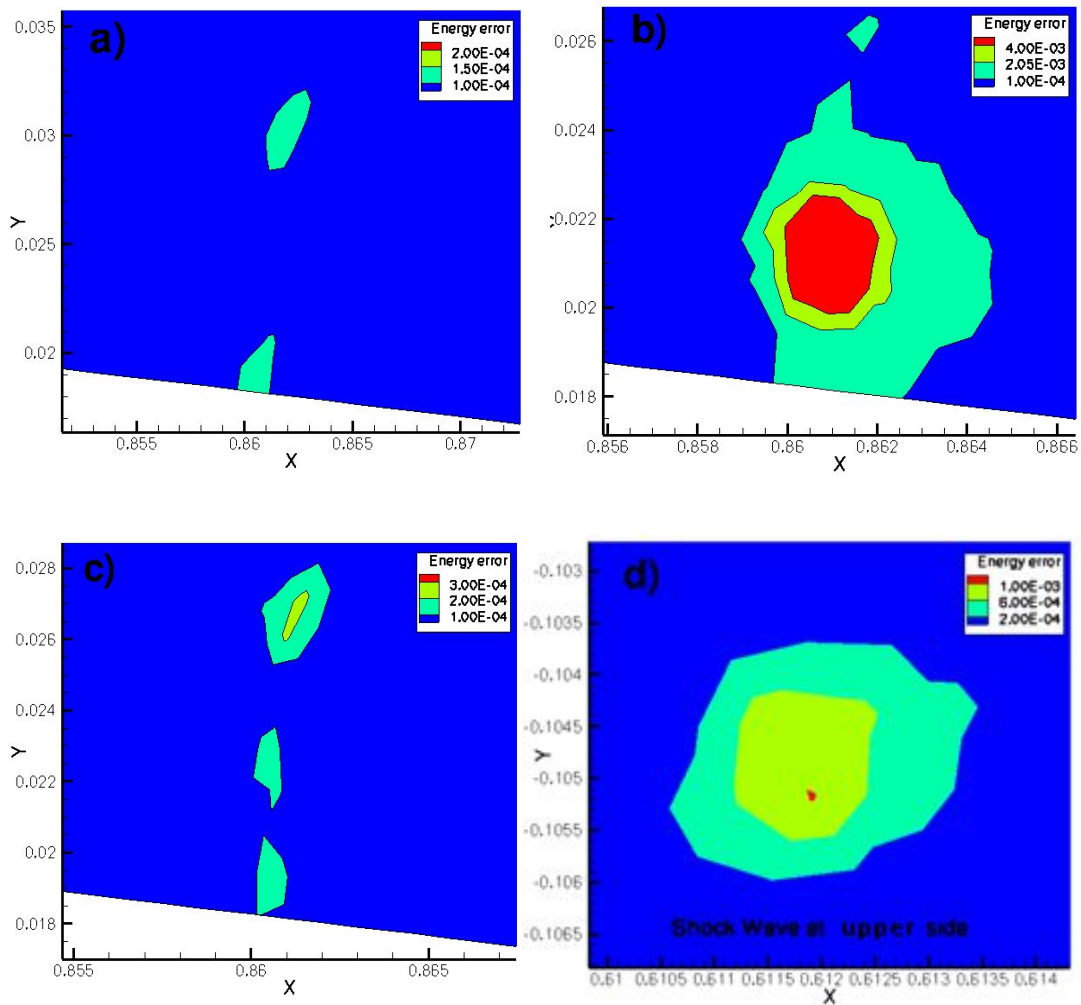 a)
Energy error
2.00E-04
1.50E-04
1.00E-04
0.035
0.03
0.025
0.02
Y
0.855
0.86
0.865
0.87
X
b)
Energy error
4.00E-03
2.05E-03
1.00E-04
0.026
0.024
0.022
0.02
0.018
0.856
0.858
0.86
0.862
0.864
0.866
X
c)
Energy error
3.00E-04
2.00E-04
1.00E-04
0.028
0.026
0.024
0.022
0.02
0.018
Y
0.855
0.86
0.865
X
d)
Energy error
1.00E-03
6.00E-04
2.00E-04
-0.103
-0.1035
-0.104
-0.1045
-0.105
-0.1055
-0.106
-0.1065
Y
Shock Wave at upper side
0.61
0.6105
0.611
0.6115
0.612
0.6125
0.613
0.6135
0.614
X